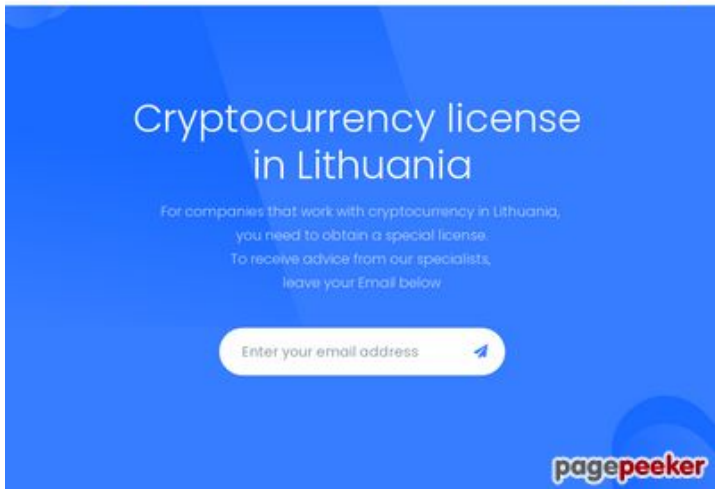 Cryptocurrency license
in Lithuania
For companies that work with cryptocurrency in Lithuania,
you need to obtain a special license.
To receive advice from our specialists,
leave your Email below
Enter your email address
pagepeeker